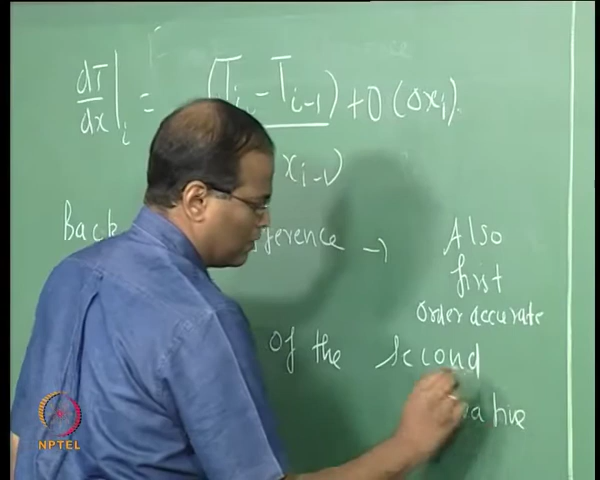 dT/dx|i = (Ti - Ti-1) + O(Δxi)
xi-1)
Back ference → Also
first
order accurate
of the second
NPTEL